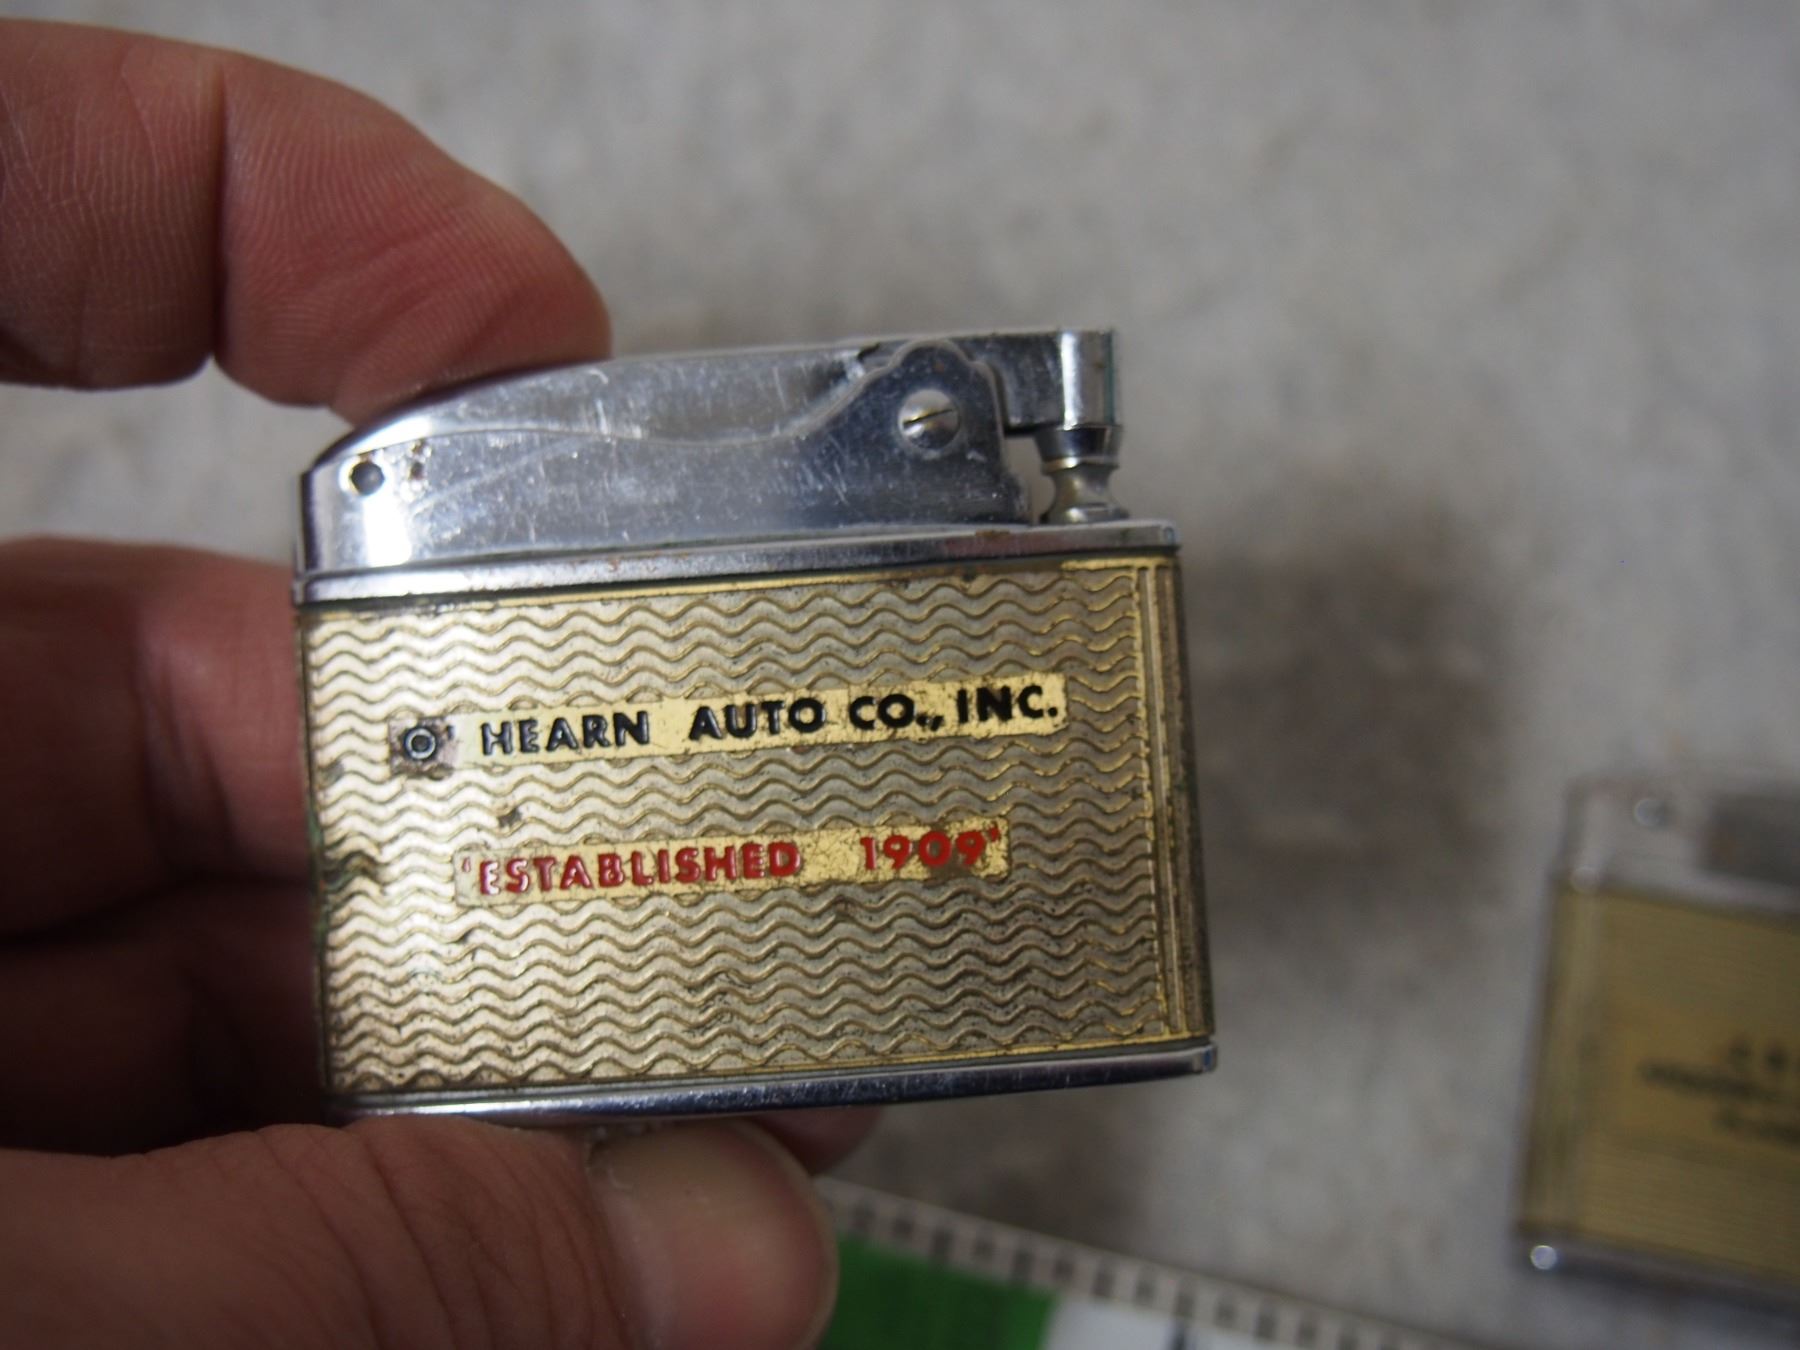 O' HEARN AUTO CO., INC.
'ESTABLISHED 1909'